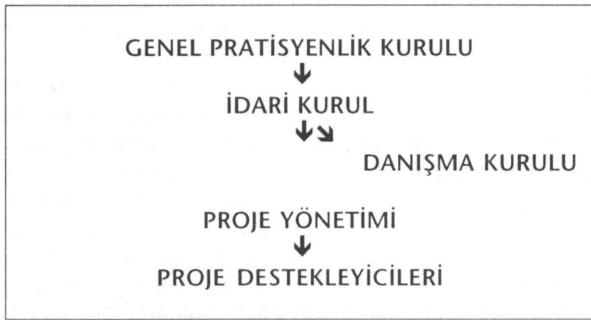 GENEL PRATİSYENLİK KURULU
İDARİ KURUL
DANIŞMA KURULU
PROJE YÖNETİMİ
PROJE DESTEKLEYİCİLERİ